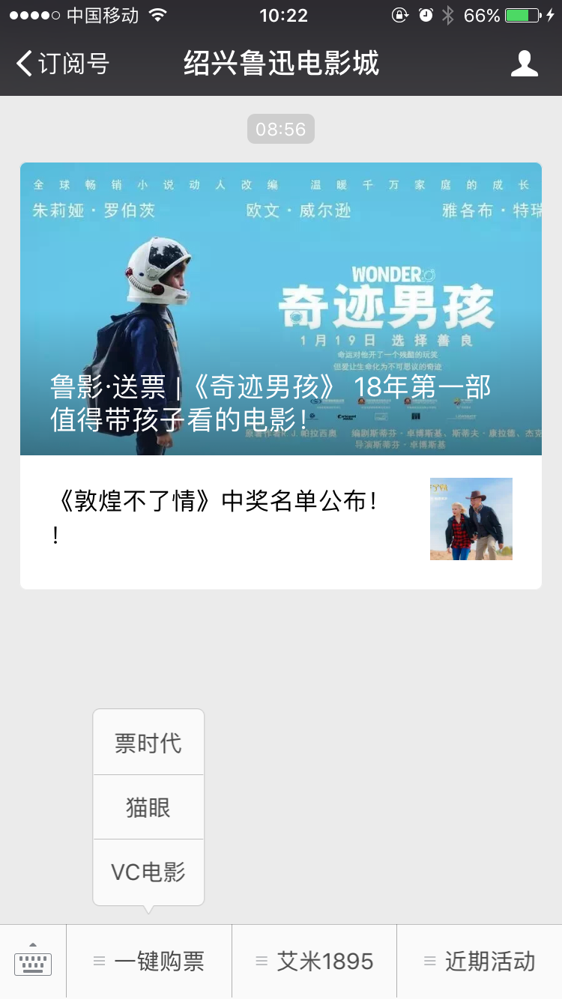 中国移动 10:22 66%
订阅号 绍兴鲁迅电影城
08:56
全球畅销小说动人改编 温暖千万家庭的成长
朱莉娅·罗伯茨 欧文·威尔逊 雅各布·特瑞
WONDER
奇迹男孩
1月19日 选择善良
命运对他开了一个残酷的玩笑
但爱让生命化为不可思议的奇迹
鲁影·送票 |《奇迹男孩》 18年第一部
值得带孩子看的电影！
原著作者R.J.帕拉西奥 编剧斯蒂芬·卓博斯基、斯蒂夫·康拉德、杰克
导演斯蒂芬·卓博斯基
《敦煌不了情》中奖名单公布！
！
票时代
猫眼
VC电影
一键购票 艾米1895 近期活动